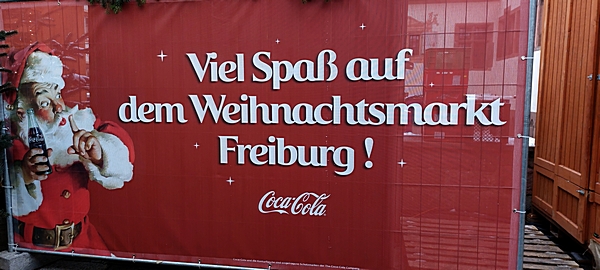 Viel Spaß auf
dem Weihnachtsmarkt
Freiburg !
Coca-Cola